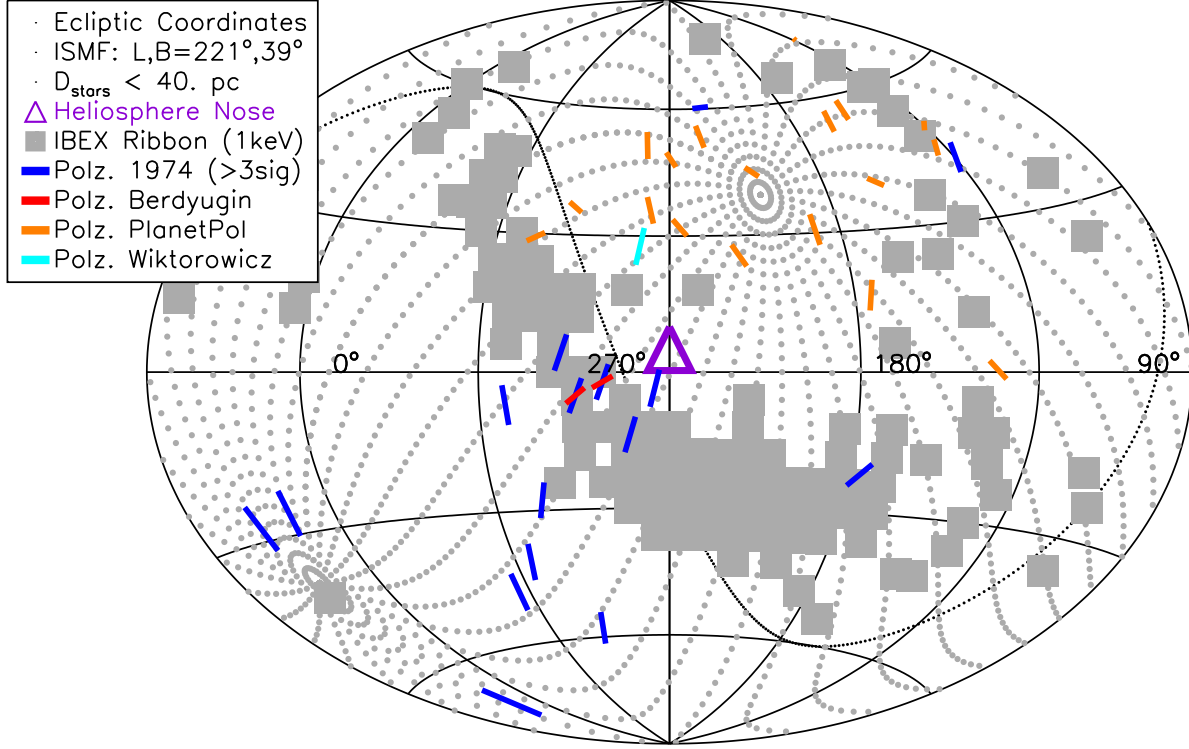 Ecliptic Coordinates
ISMF: L,B=221°,39°
D_stars < 40. pc
Heliosphere Nose
IBEX Ribbon (1keV)
Polz. 1974 (>3sig)
Polz. Berdyugin
Polz. PlanetPol
Polz. Wiktorowicz
0° 270° 180° 90°